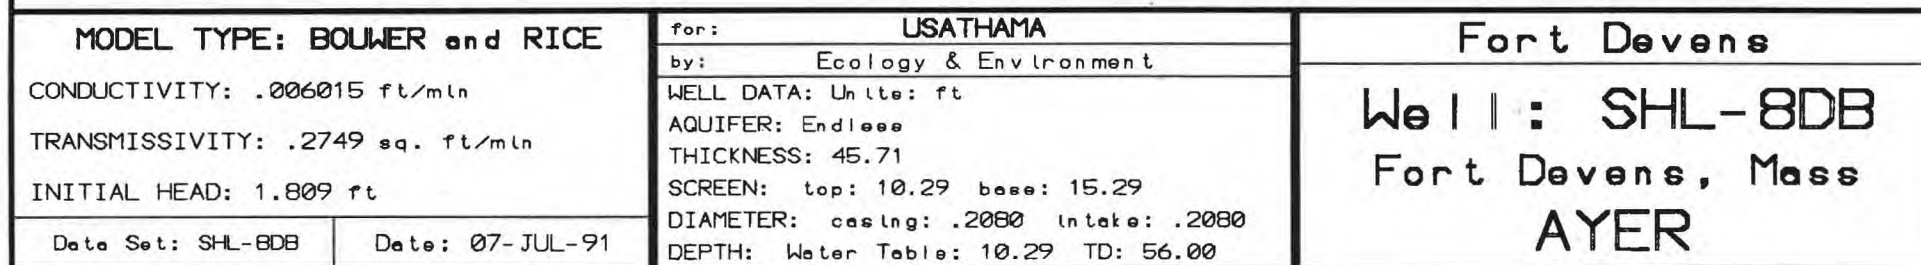 MODEL TYPE: BOUWER and RICE
CONDUCTIVITY: .006015 ft/min
TRANSMISSIVITY: .2749 sq. ft/min
INITIAL HEAD: 1.809 ft
Data Set: SHL-8DB
Date: 07-JUL-91
for: USATHAMA
by: Ecology & Environment
WELL DATA: Units: ft
AQUIFER: Endless
THICKNESS: 45.71
SCREEN: top: 10.29 base: 15.29
DIAMETER: casing: .2080 intake: .2080
DEPTH: Water Table: 10.29 TD: 56.00
Fort Devens
Well: SHL-8DB
Fort Devens, Mass
AYER